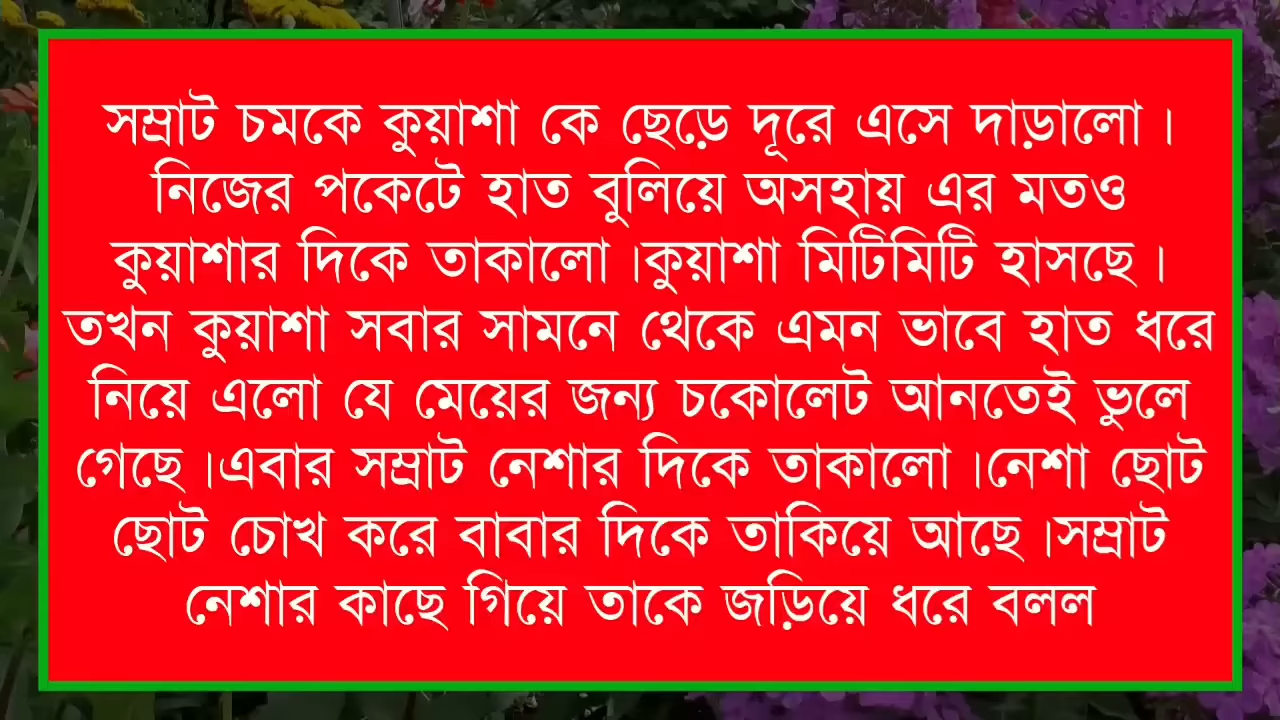 সম্রাট চমকে কুয়াশা কে ছেড়ে দূরে এসে দাড়ালো ।
নিজের পকেটে হাত বুলিয়ে অসহায় এর মতও
কুয়াশার দিকে তাকালো ।কুয়াশা মিটিমিটি হাসছে ।
তখন কুয়াশা সবার সামনে থেকে এমন ভাবে হাত ধরে
নিয়ে এলো যে মেয়ের জন্য চকোলেট আনতেই ভুলে
গেছে ।এবার সম্রাট নেশার দিকে তাকালো ।নেশা ছোট
ছোট চোখ করে বাবার দিকে তাকিয়ে আছে ।সম্রাট
নেশার কাছে গিয়ে তাকে জড়িয়ে ধরে বলল